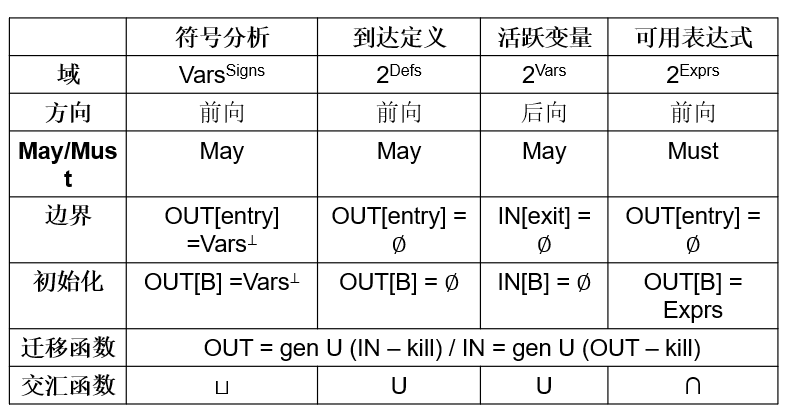 符号分析 到达定义 活跃变量 可用表达式
域 Vars^Signs 2^Defs 2^Vars 2^Exprs
方向 前向 前向 后向 前向
May/Mus
t May May May Must
边界 OUT[entry]
=Vars^⊥ OUT[entry] =
∅ IN[exit] =
∅ OUT[entry] =
∅
初始化 OUT[B] =Vars^⊥ OUT[B] = ∅ IN[B] = ∅ OUT[B] =
Exprs
迁移函数 OUT = gen U (IN – kill) / IN = gen U (OUT – kill)
交汇函数 ⊔ U U ∩